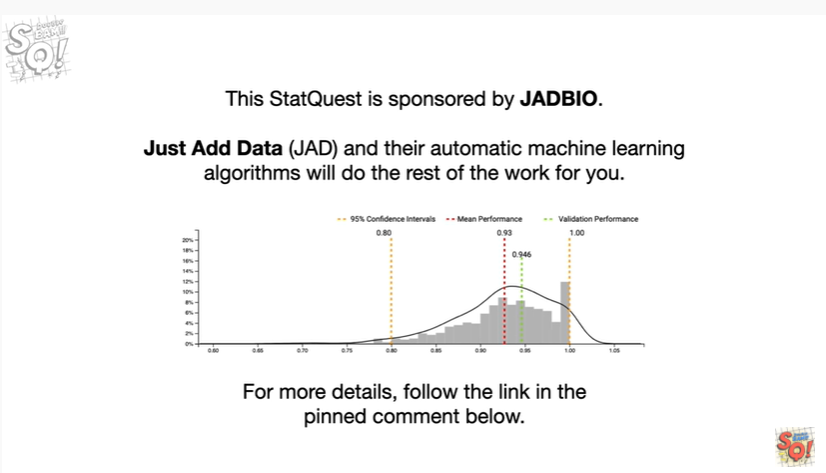 This StatQuest is sponsored by JADBIO.
Just Add Data (JAD) and their automatic machine learning
algorithms will do the rest of the work for you.
95% Confidence Intervals Mean Performance Validation Performance
0.80 0.93 1.00
0.946
20%
18%
16%
14%
12%
10%
8%
6%
4%
2%
0%
0.60 0.65 0.70 0.75 0.80 0.85 0.90 0.95 1.00 1.05
For more details, follow the link in the
pinned comment below.
SQ!